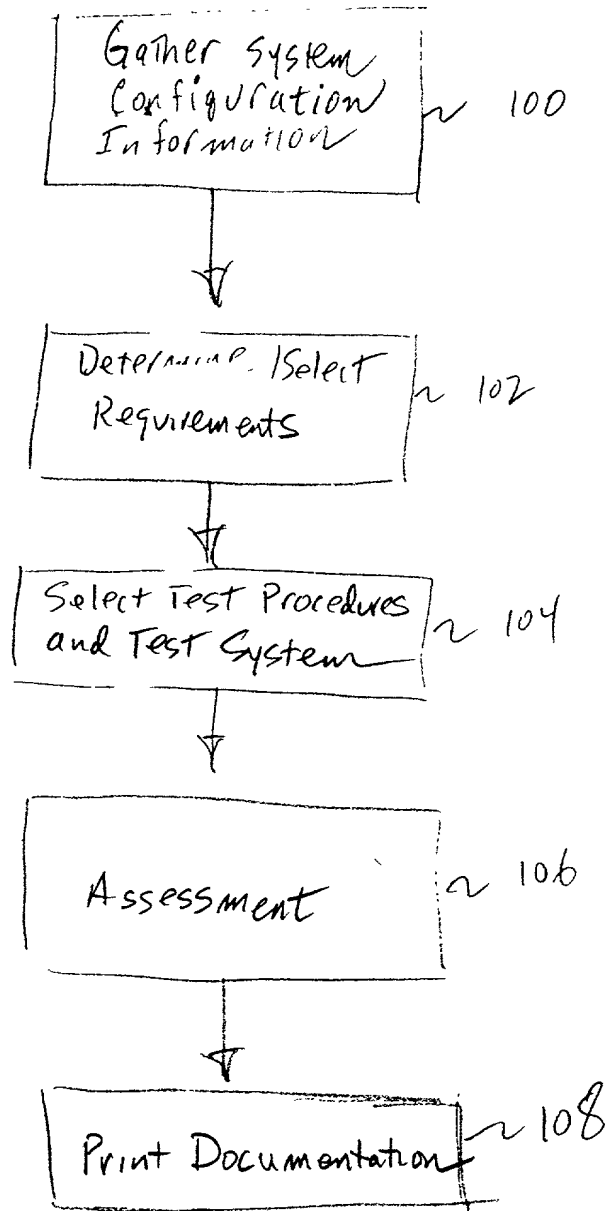 Gather System
Configuration
Information
100
Determine /Select
Requirements
102
Select Test Procedures
and Test System
104
Assessment
106
Print Documentation
108